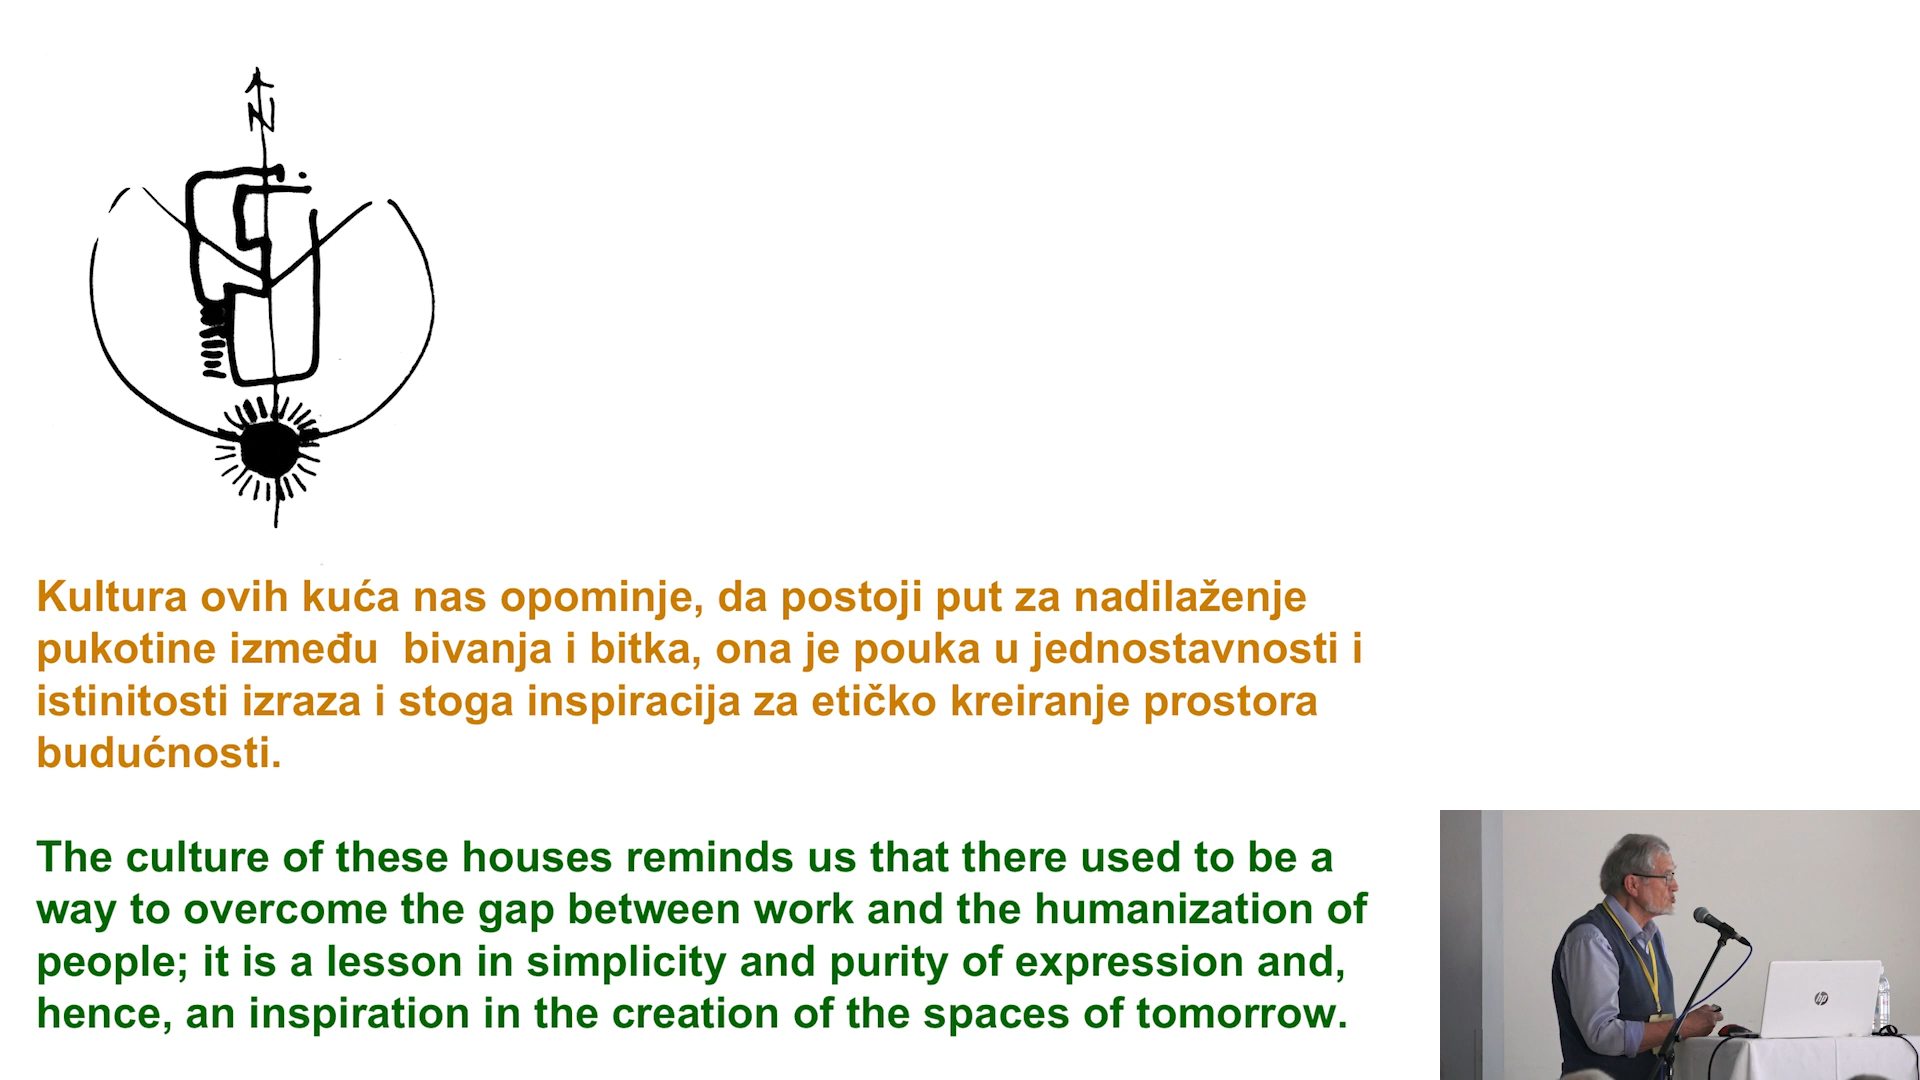 N
Kultura ovih kuća nas opominje, da postoji put za nadilaženje
pukotine između  bivanja i bitka, ona je pouka u jednostavnosti i
istinitosti izraza i stoga inspiracija za etičko kreiranje prostora
budućnosti.
The culture of these houses reminds us that there used to be a
way to overcome the gap between work and the humanization of
people; it is a lesson in simplicity and purity of expression and,
hence, an inspiration in the creation of the spaces of tomorrow.
hp